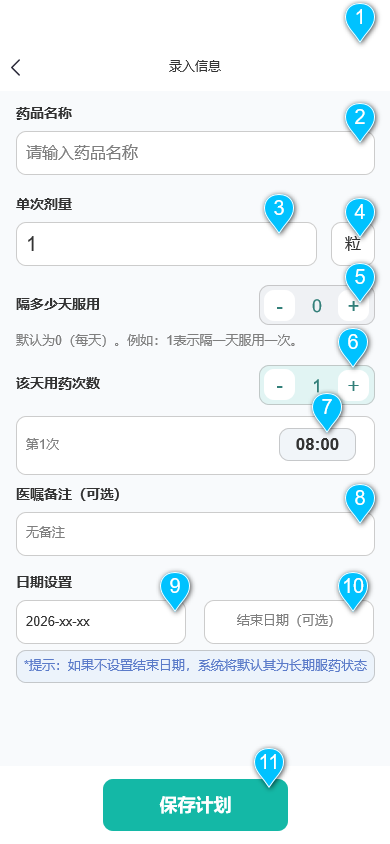 1
录入信息
药品名称
2
请输入药品名称
单次剂量
3
4
1
粒
5
隔多少天服用
- 0 +
默认为0（每天）。例如：1表示隔一天服用一次。
6
该天用药次数
- 1 +
7
第1次
08:00
医嘱备注（可选）
8
无备注
日期设置
9
10
2026-xx-xx
结束日期（可选）
*提示：如果不设置结束日期，系统将默认其为长期服药状态
11
保存计划